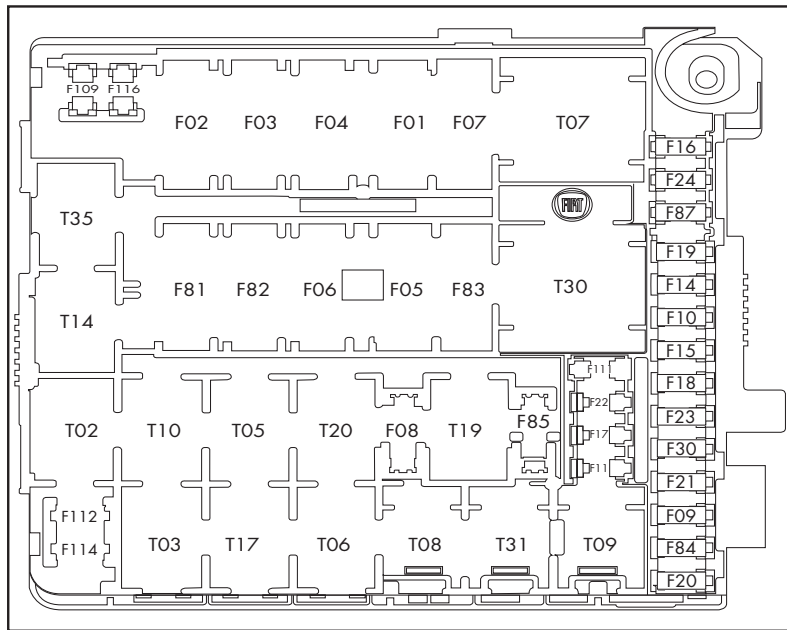 F109 F116
F02 F03 F04 F01 F07 T07
F16
F24
F87
T35
FIAT
F19
F81 F82 F06 F05 F83 T30
F14
T14
F10
F15
F111
F18
F22
F23
T02 T10 T05 T20 F08 T19 F85
F17
F30
F11
F21
F112
F09
F114
T03 T17 T06 T08 T31 T09
F84
F20